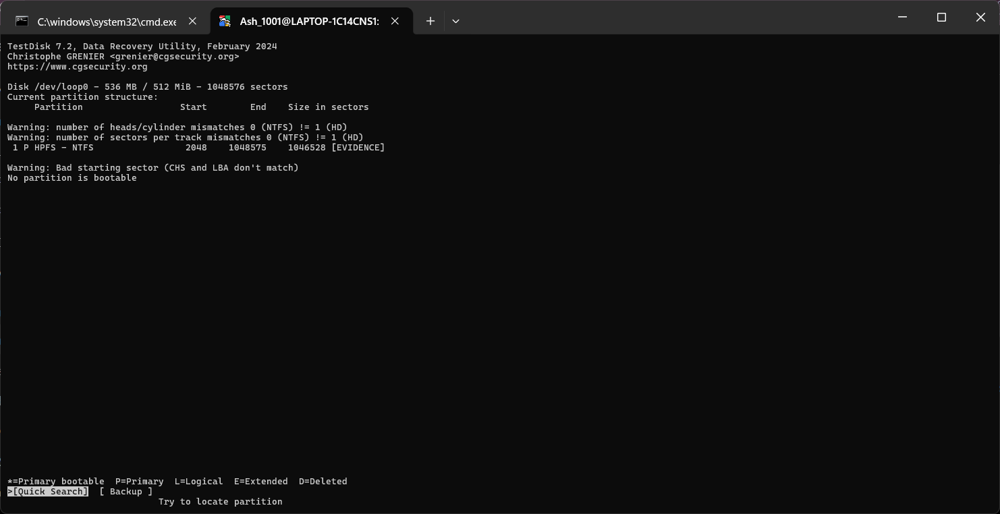 C:\windows\system32\cmd.exe
Ash_1001@LAPTOP-1C14CNS1:
TestDisk 7.2, Data Recovery Utility, February 2024
Christophe GRENIER <grenier@cgsecurity.org>
https://www.cgsecurity.org
Disk /dev/loop0 - 536 MB / 512 MiB - 1048576 sectors
Current partition structure:
Partition Start End Size in sectors
Warning: number of heads/cylinder mismatches 0 (NTFS) != 1 (HD)
Warning: number of sectors per track mismatches 0 (NTFS) != 1 (HD)
1 P HPFS - NTFS 2048 1048575 1046528 [EVIDENCE]
Warning: Bad starting sector (CHS and LBA don't match)
No partition is bootable
*=Primary bootable P=Primary L=Logical E=Extended D=Deleted
>[Quick Search] [ Backup ]
Try to locate partition